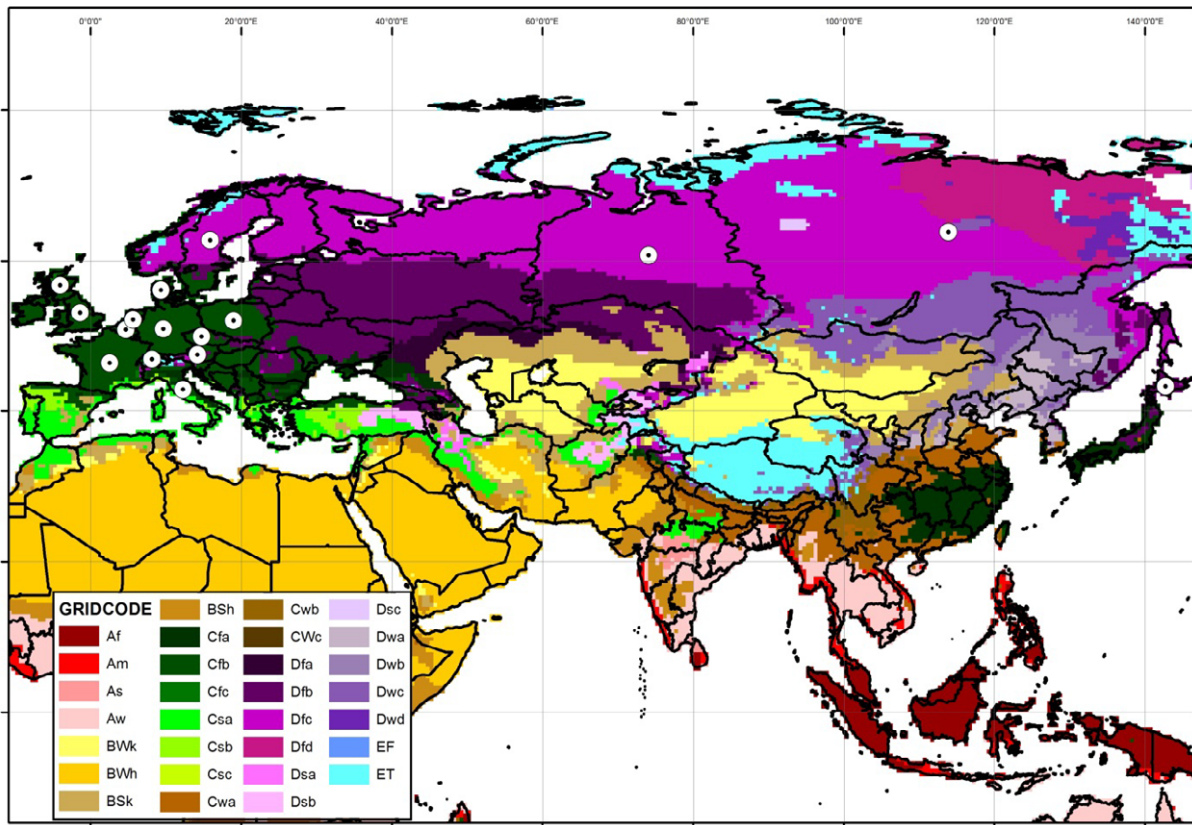 0°0'0" 20°0'0"E 40°0'0"E 60°0'0"E 80°0'0"E 100°0'0"E 120°0'0"E 140°0'0"E
GRIDCODE
Af
Am
As
Aw
BWk
BWh
BSk
BSh
Cfa
Cfb
Cfc
Csa
Csb
Csc
Cwa
Cwb
CWc
Dfa
Dfb
Dfc
Dfd
Dsa
Dsb
Dsc
Dwa
Dwb
Dwc
Dwd
EF
ET